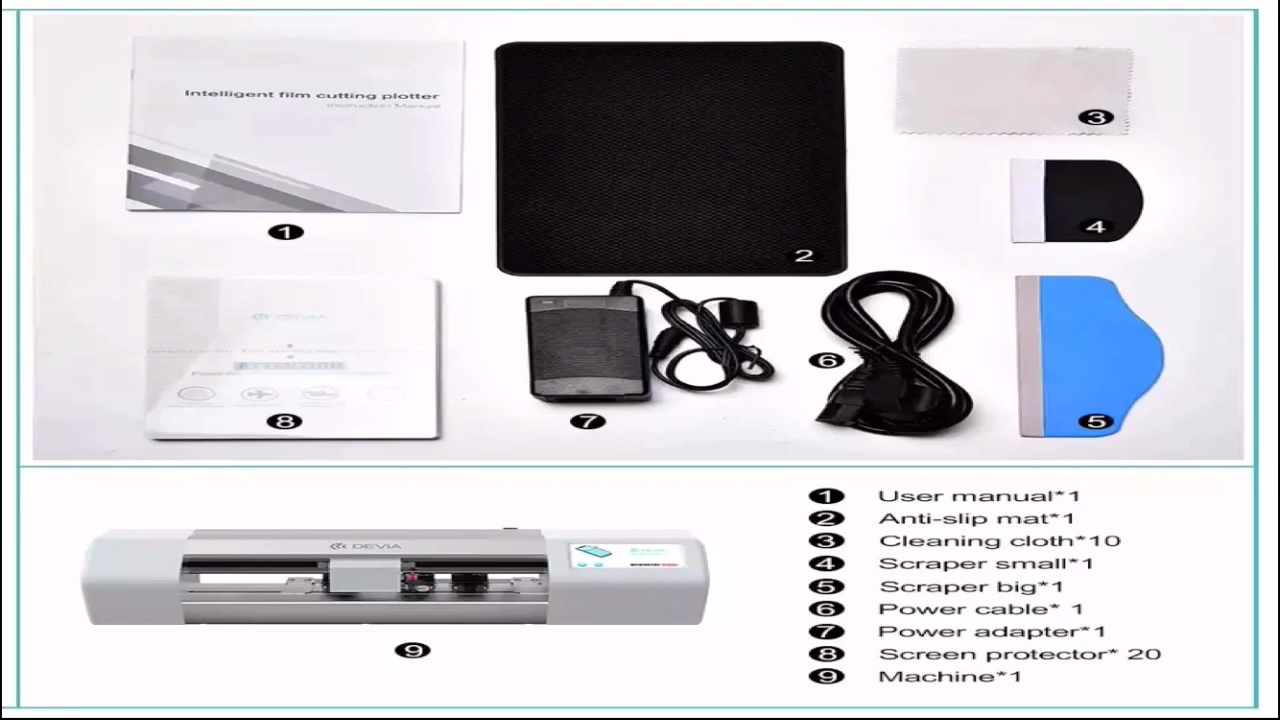 Intelligent film cutting plotter
Instruction Manual
1
2
3
4
5
6
7
8
DEVIA
DEVIA
9
1 User manual*1
2 Anti-slip mat*1
3 Cleaning cloth*10
4 Scraper small*1
5 Scraper big*1
6 Power cable* 1
7 Power adapter*1
8 Screen protector* 20
9 Machine*1